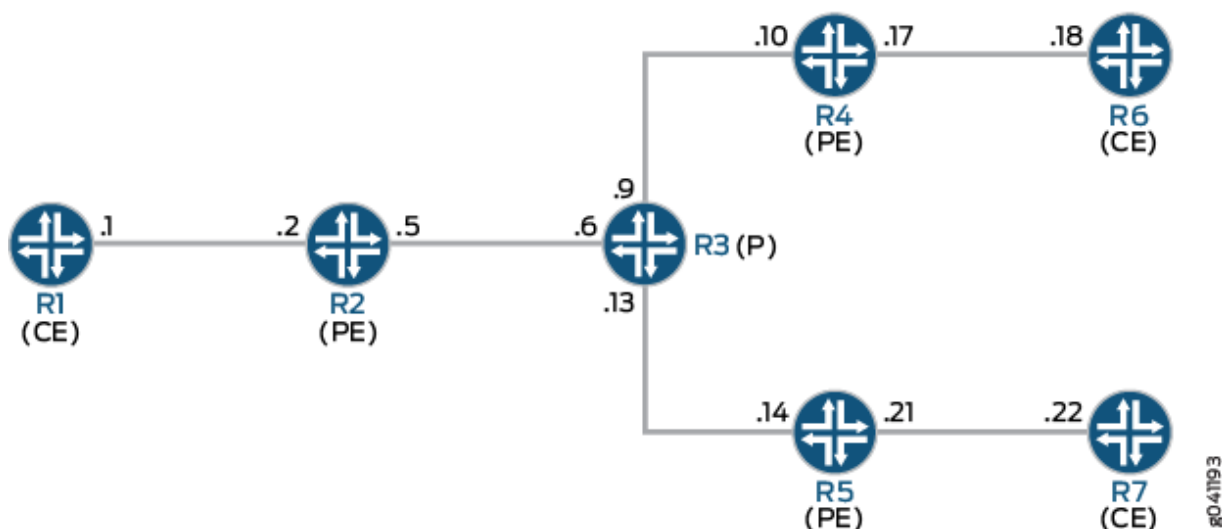 .10
.17
.18
R4
(PE)
R6
(CE)
.9
.1
.2
.5
.6
R3 (P)
R1
(CE)
R2
(PE)
.13
.14
.21
.22
R5
(PE)
R7
(CE)
g041193